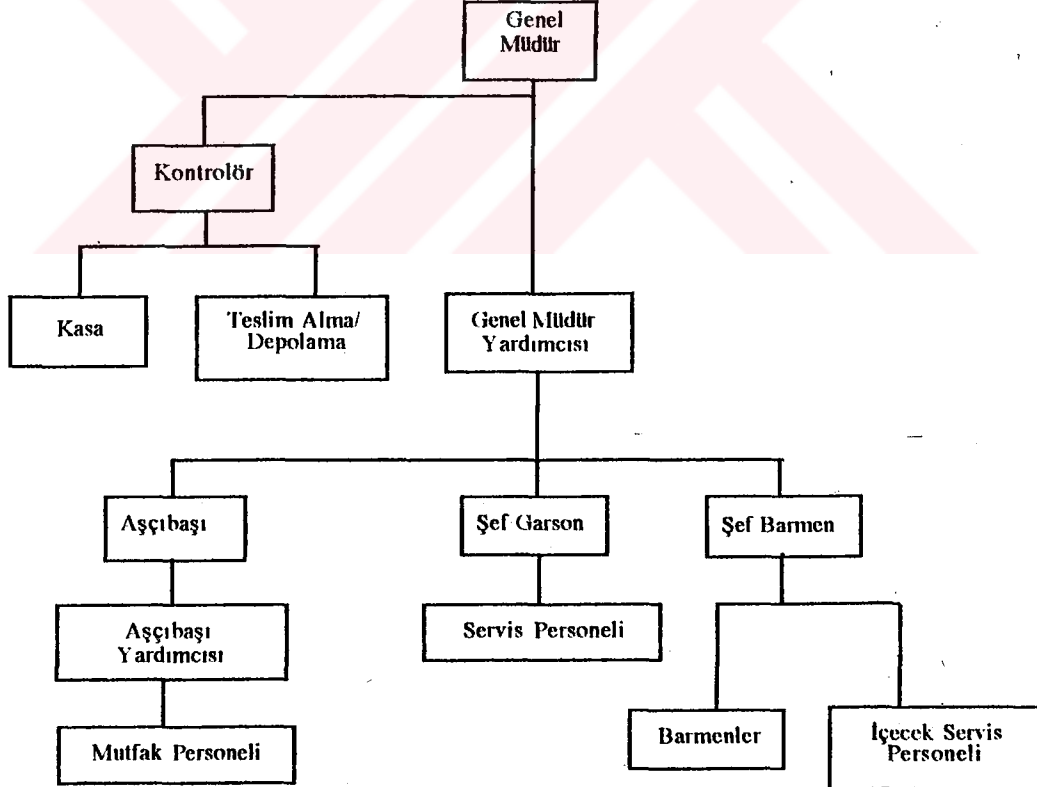 Genel
Müdür
Kontrolör
Kasa
Teslim Alma/
Depolama
Genel Müdür
Yardımcısı
Aşçıbaşı
Şef Garson
Şef Barmen
Aşçıbaşı
Yardımcısı
Servis Personeli
Mutfak Personeli
Barmenler
İçecek Servis
Personeli